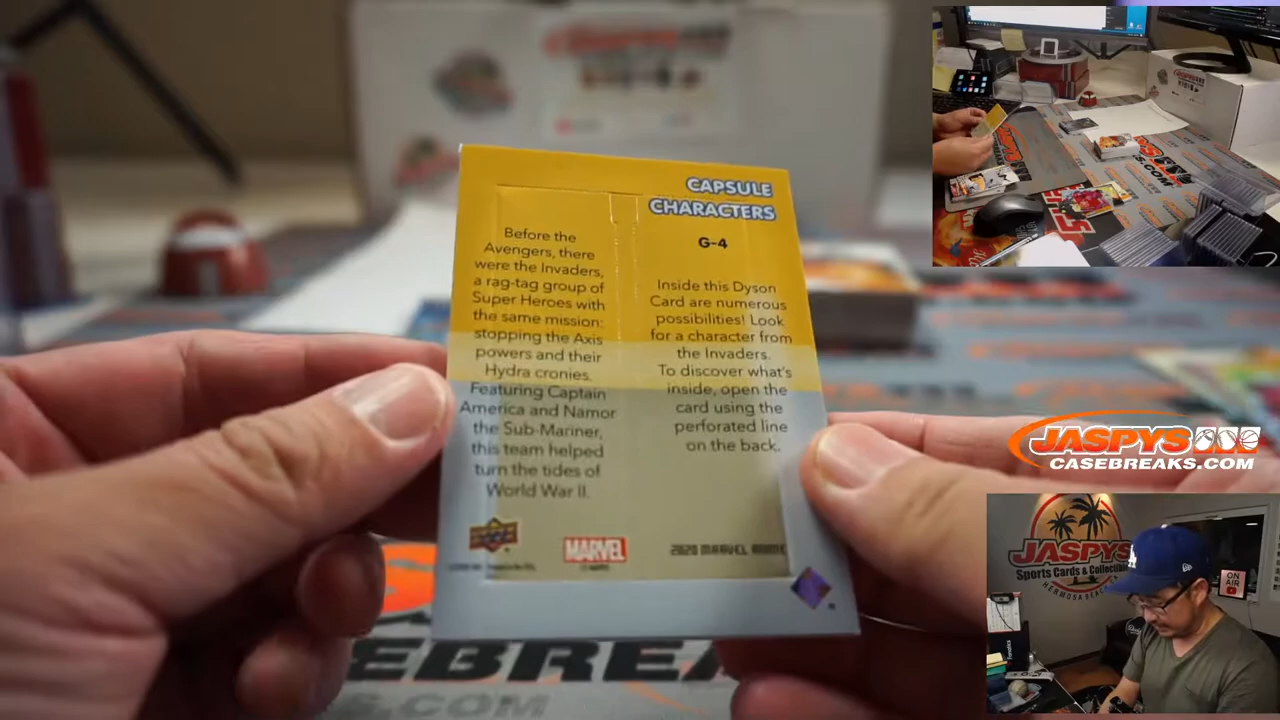 CAPSULE
CHARACTERS
G-4
Before the
Avengers, there
were the Invaders,
a rag-tag group of
Super Heroes with
the same mission:
stopping the Axis
powers and their
Hydra cronies.
Featuring Captain
America and Namor
the Sub-Mariner,
this team helped
turn the tides of
World War II.
Inside this Dyson
Card are numerous
possibilities! Look
for a character from
the Invaders.
To discover what's
inside, open the
card using the
perforated line
on the back.
MARVEL
2020 MARVEL ANIME
JASPYS
CASEBREAKS.COM
JASPYS
Sports Cards & Collectibles
HERMOSA BEACH
ON
AIR